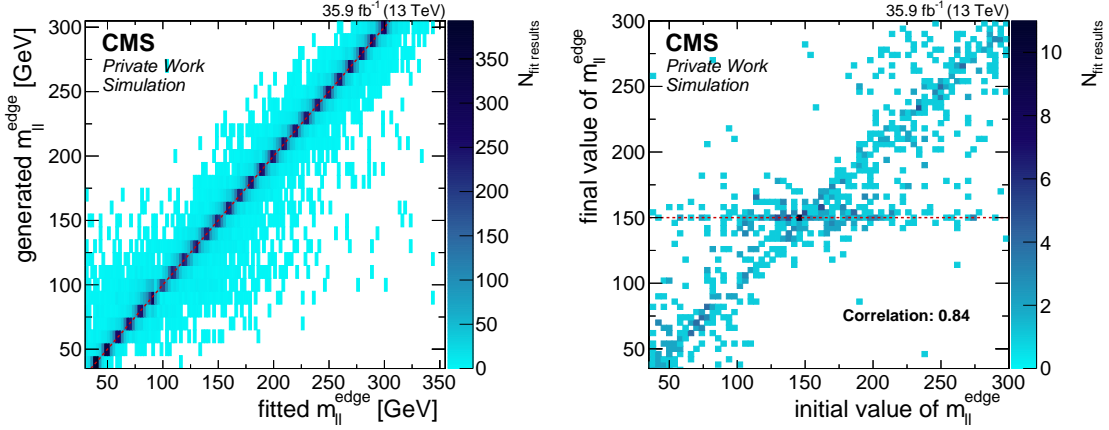 35.9 fb⁻¹ (13 TeV)
CMS
Private Work
Simulation
generated m_ll^edge [GeV]
300
250
200
150
100
50
50 100 150 200 250 300 350
fitted m_ll^edge [GeV]
N_fit results
350
300
250
200
150
100
50
0
35.9 fb⁻¹ (13 TeV)
CMS
Private Work
Simulation
final value of m_ll^edge
300
250
200
150
100
50
Correlation: 0.84
50 100 150 200 250 300
initial value of m_ll^edge
N_fit results
10
8
6
4
2
0